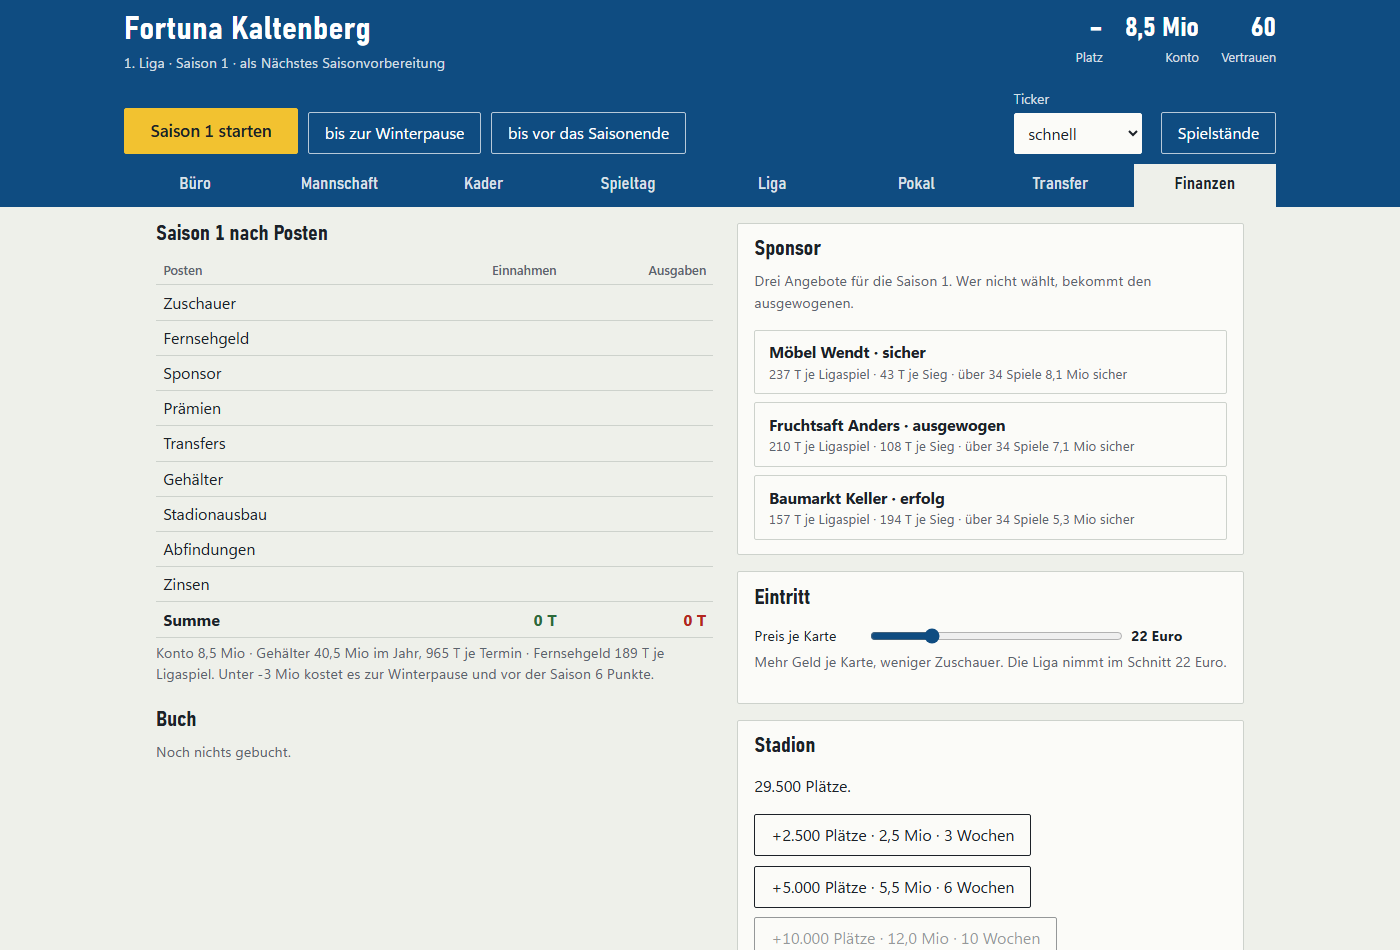 Fortuna Kaltenberg
1. Liga · Saison 1 · als Nächstes Saisonvorbereitung
– 8,5 Mio 60
Platz Konto Vertrauen
Ticker
Saison 1 starten bis zur Winterpause bis vor das Saisonende schnell Spielstände
Büro Mannschaft Kader Spieltag Liga Pokal Transfer Finanzen
Saison 1 nach Posten
Posten Einnahmen Ausgaben
Zuschauer
Fernsehgeld
Sponsor
Prämien
Transfers
Gehälter
Stadionausbau
Abfindungen
Zinsen
Summe 0 T 0 T
Konto 8,5 Mio · Gehälter 40,5 Mio im Jahr, 965 T je Termin · Fernsehgeld 189 T je
Ligaspiel. Unter -3 Mio kostet es zur Winterpause und vor der Saison 6 Punkte.
Buch
Noch nichts gebucht.
Sponsor
Drei Angebote für die Saison 1. Wer nicht wählt, bekommt den
ausgewogenen.
Möbel Wendt · sicher
237 T je Ligaspiel · 43 T je Sieg · über 34 Spiele 8,1 Mio sicher
Fruchtsaft Anders · ausgewogen
210 T je Ligaspiel · 108 T je Sieg · über 34 Spiele 7,1 Mio sicher
Baumarkt Keller · erfolg
157 T je Ligaspiel · 194 T je Sieg · über 34 Spiele 5,3 Mio sicher
Eintritt
Preis je Karte 22 Euro
Mehr Geld je Karte, weniger Zuschauer. Die Liga nimmt im Schnitt 22 Euro.
Stadion
29.500 Plätze.
+2.500 Plätze · 2,5 Mio · 3 Wochen
+5.000 Plätze · 5,5 Mio · 6 Wochen
+10.000 Plätze · 12,0 Mio · 10 Wochen